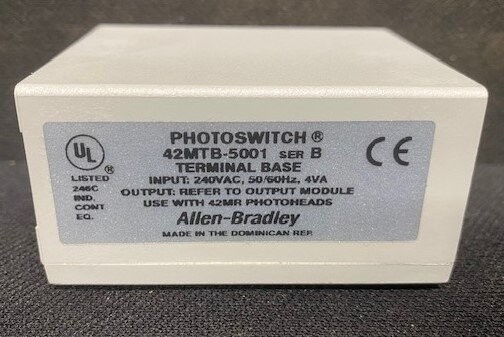 PHOTOSWITCH®
42MTB-5001 SER B
TERMINAL BASE
INPUT: 240VAC, 50/60Hz, 4VA
OUTPUT: REFER TO OUTPUT MODULE
USE WITH 42MR PHOTOHEADS
Allen-Bradley
MADE IN THE DOMINICAN REP.
UL ®
LISTED
246C
IND.
CONT
EQ.
CE